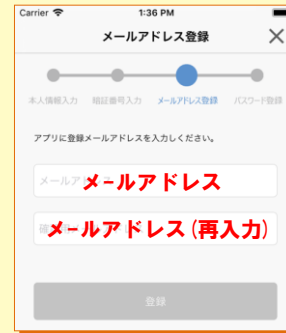 Carrier 1:36 PM
メールアドレス登録
本人情報入力 暗証番号入力 メールアドレス登録 パスワード登録
アプリに登録メールアドレスを入力しください。
メールアドレス
メールアドレス(再入力)
登録